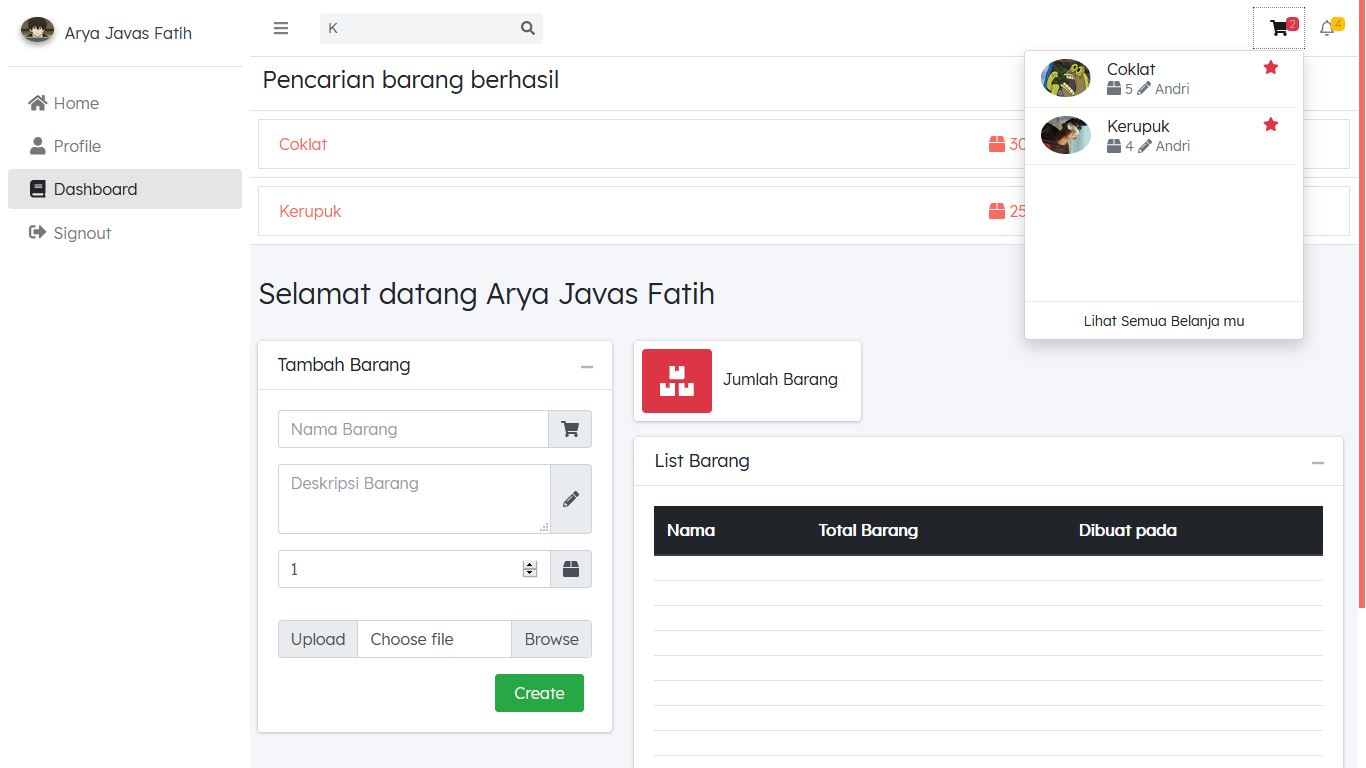 Arya Javas Fatih
Home
Profile
Dashboard
Signout
K
2
4
Pencarian barang berhasil
Coklat
30
Kerupuk
25
Coklat
5 Andri
Kerupuk
4 Andri
Lihat Semua Belanja mu
Selamat datang Arya Javas Fatih
Tambah Barang
Nama Barang
Deskripsi Barang
1
Upload Choose file Browse
Create
Jumlah Barang
List Barang
Nama Total Barang Dibuat pada